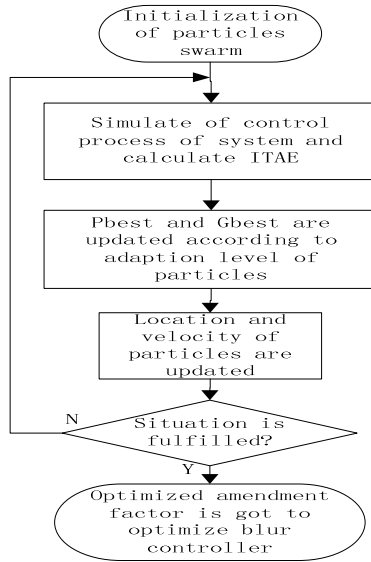 Initialization
of particles
swarm
Simulate of control
process of system and
calculate ITAE
Pbest and Gbest are
updated according to
adaption level of
particles
Location and
velocity of
particles are
updated
N
Situation is
fulfilled?
Y
Optimized amendment
factor is got to
optimize blur
controller